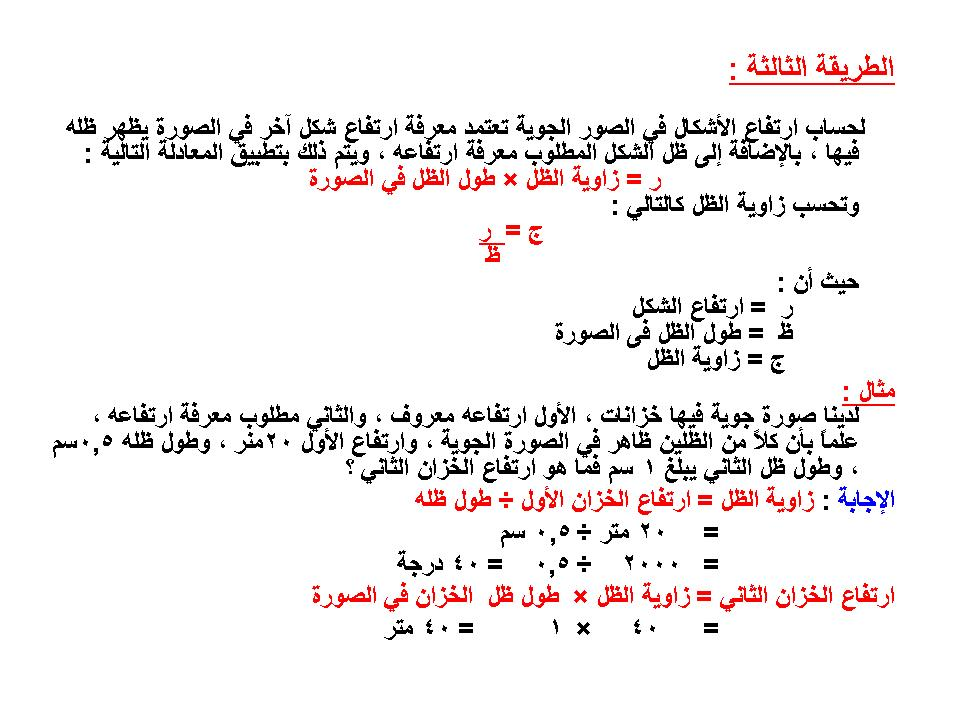 الطريقة الثالثة :
لحساب ارتفاع الأشكال في الصور الجوية تعتمد معرفة ارتفاع شكل آخر في الصورة يظهر ظله
فيها ، بالإضافة إلى ظل الشكل المطلوب معرفة ارتفاعه ، ويتم ذلك بتطبيق المعادلة التالية :
ر = زاوية الظل × طول الظل في الصورة
وتحسب زاوية الظل كالتالي :
ج = ر
ظ
حيث أن :
ر = ارتفاع الشكل
ظ = طول الظل فى الصورة
ج = زاوية الظل
مثال :
لدينا صورة جوية فيها خزانات ، الأول ارتفاعه معروف ، والثاني مطلوب معرفة ارتفاعه ،
علماً بأن كلاً من الظلين ظاهر في الصورة الجوية ، وارتفاع الأول ٢٠متر ، وطول ظله ٠,٥سم
، وطول ظل الثاني يبلغ ١ سم فما هو ارتفاع الخزان الثاني ؟
الإجابة : زاوية الظل = ارتفاع الخزان الأول ÷ طول ظله
= ٢٠ متر ÷ ٠,٥ سم
= ٢٠٠٠ ÷ ٠,٥ = ٤٠ درجة
ارتفاع الخزان الثاني = زاوية الظل × طول ظل الخزان في الصورة
= ٤٠ × ١ = ٤٠ متر